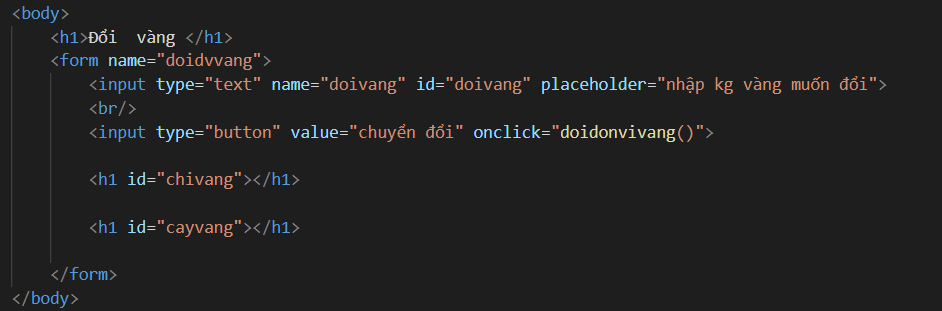 <body>
<h1>Đổi  vàng </h1>
<form name="doidvvang">
<input type="text" name="doivang" id="doivang" placeholder="nhập kg vàng muốn đổi">
<br/>
<input type="button" value="chuyển đổi" onclick="doidonvivang()">
<h1 id="chivang"></h1>
<h1 id="cayvang"></h1>
</form>
</body>